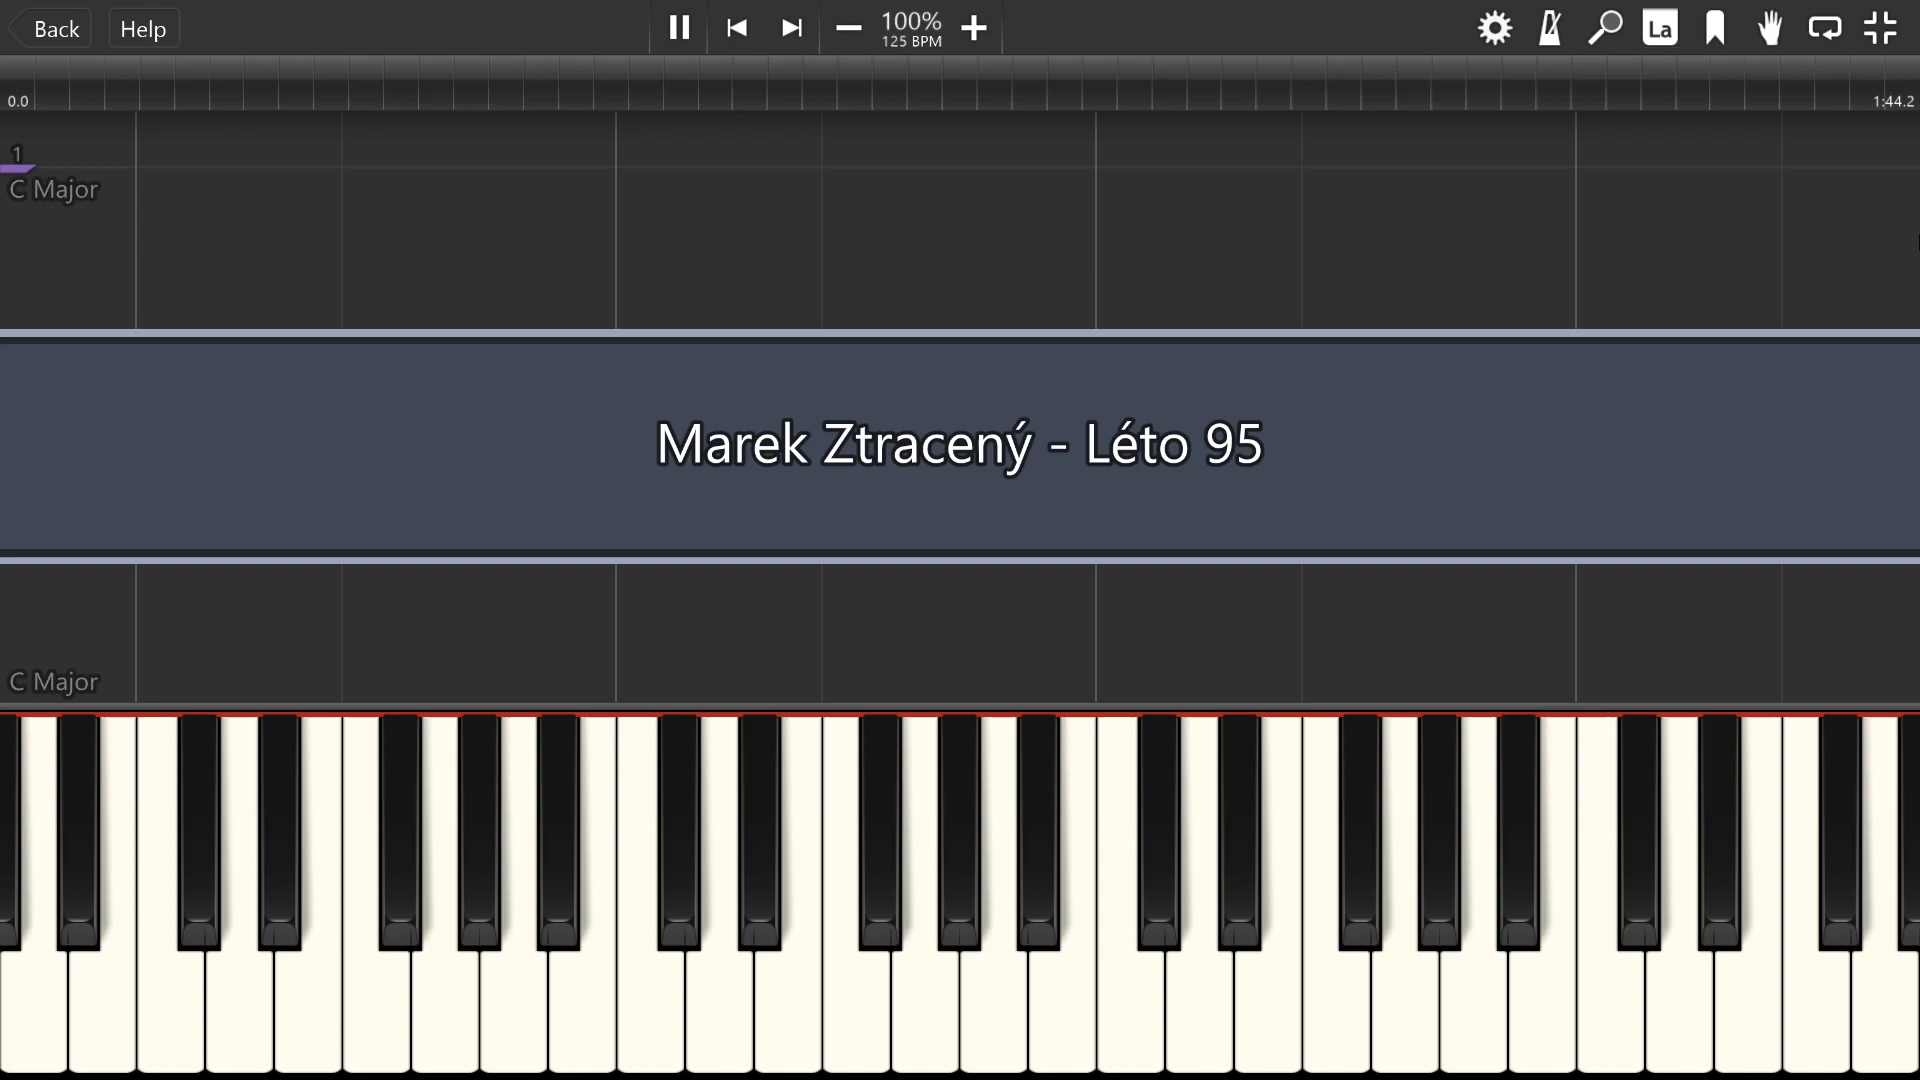 Back
Help
100%
125 BPM
La
0.0
1:44.2
1
C Major
Marek Ztracený - Léto 95
C Major